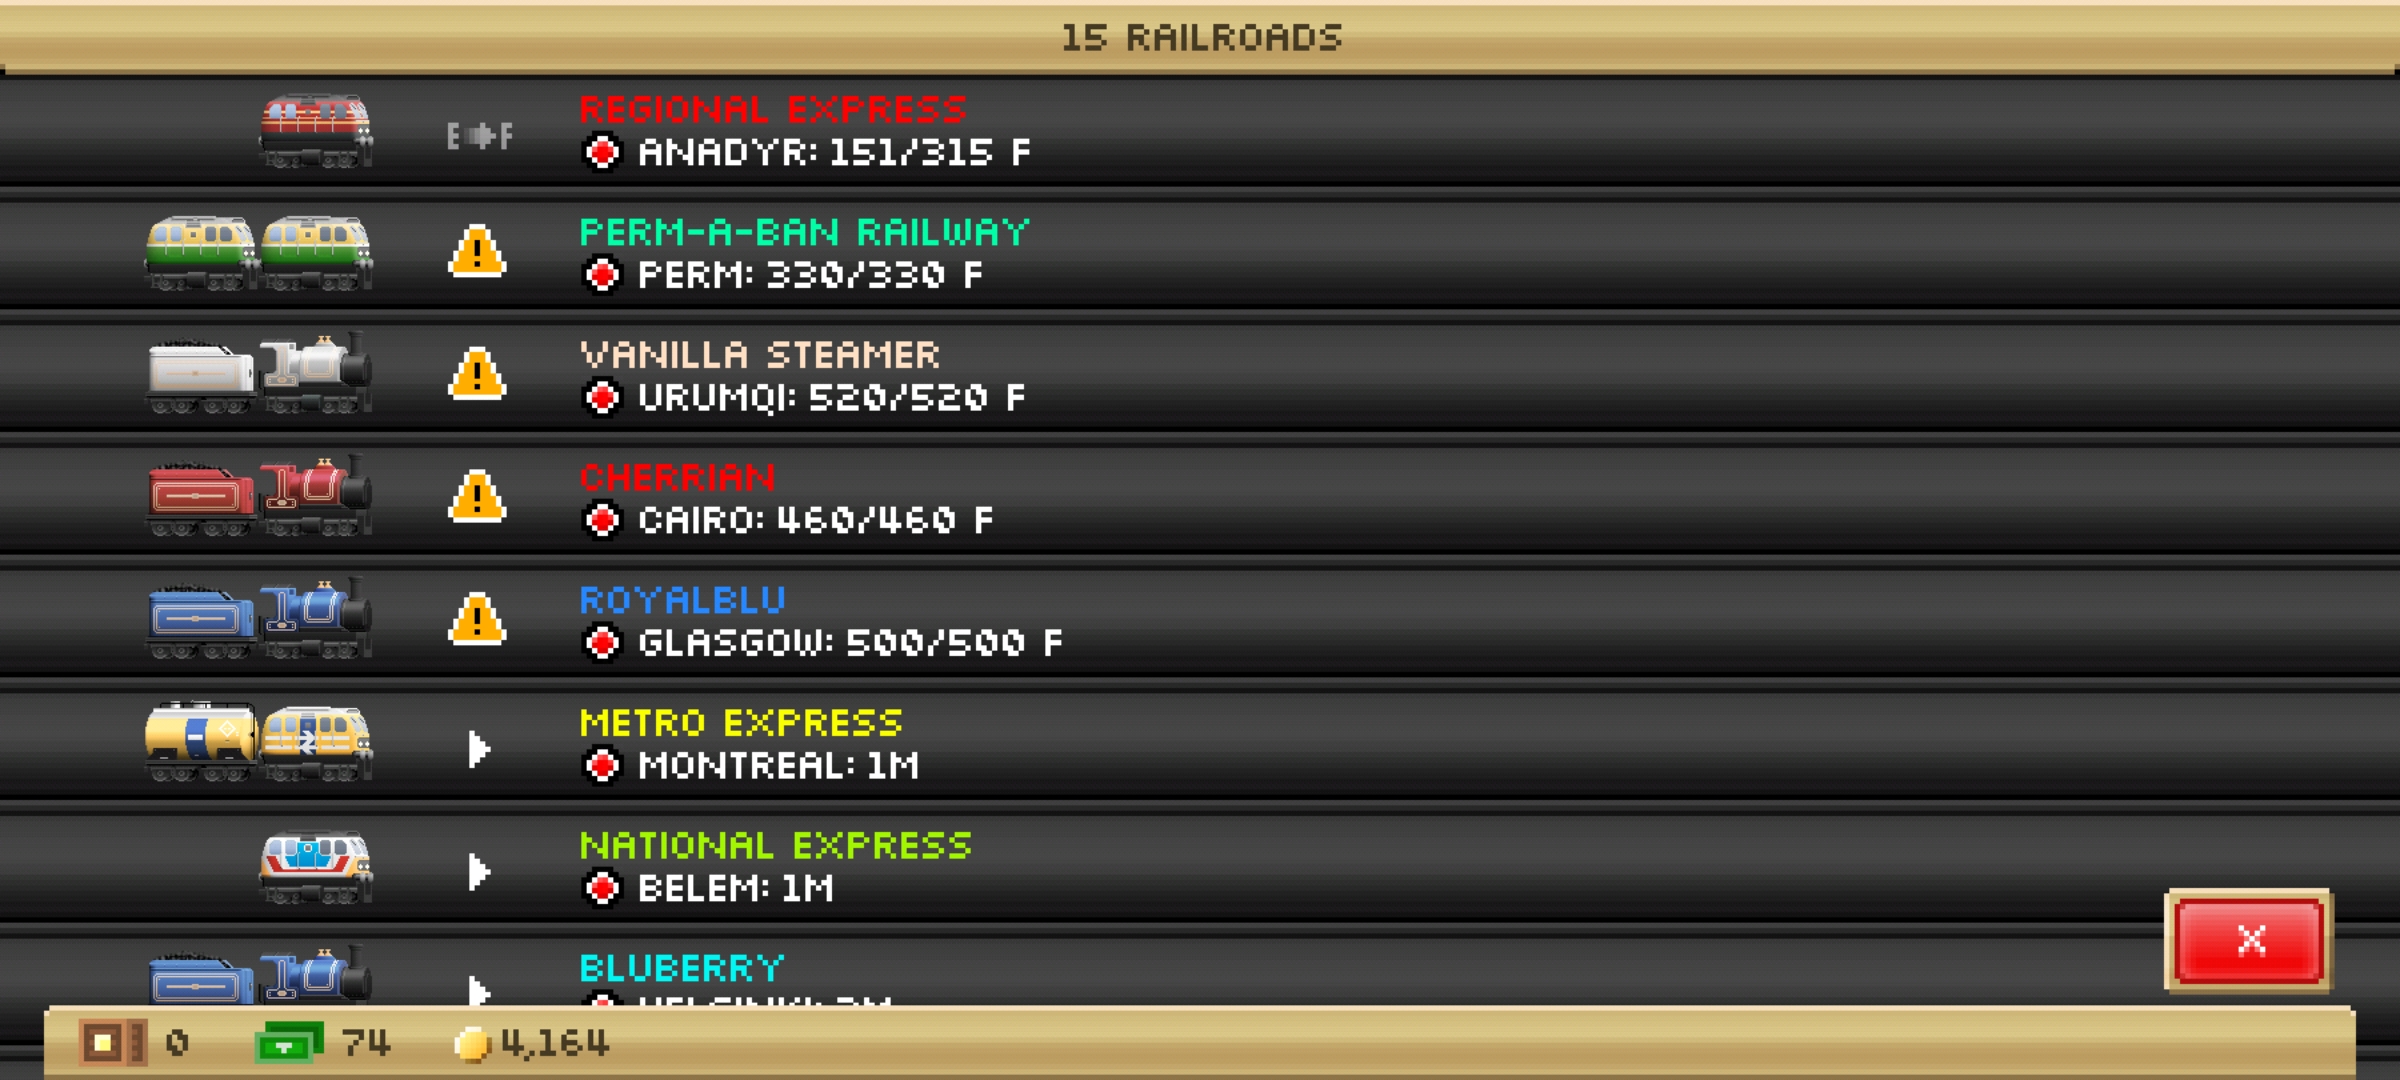 15 RAILROADS
REGIONAL EXPRESS
E F
ANADYR: 151/315 F
PERM-A-BAN RAILWAY
PERM: 330/330 F
VANILLA STEAMER
URUMQI: 520/520 F
CHERRIAN
CAIRO: 460/460 F
ROYALBLU
GLASGOW: 500/500 F
METRO EXPRESS
MONTREAL: 1M
NATIONAL EXPRESS
BELEM: 1M
BLUBERRY
X
0 74 4,164